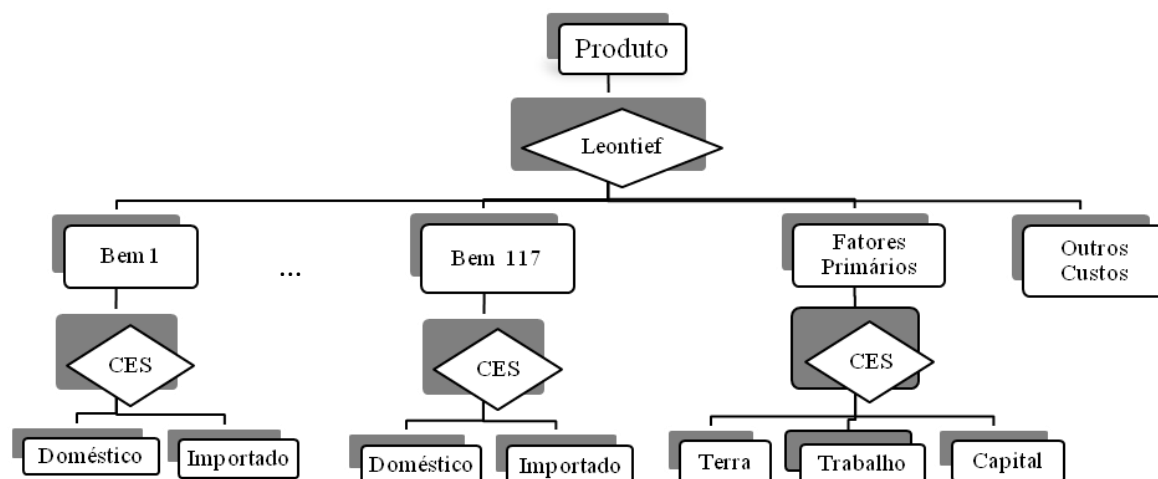 Produto
Leontief
Bem 1
...
Bem 117
Fatores
Primários
Outros
Custos
CES
CES
CES
Doméstico
Importado
Doméstico
Importado
Terra
Trabalho
Capital